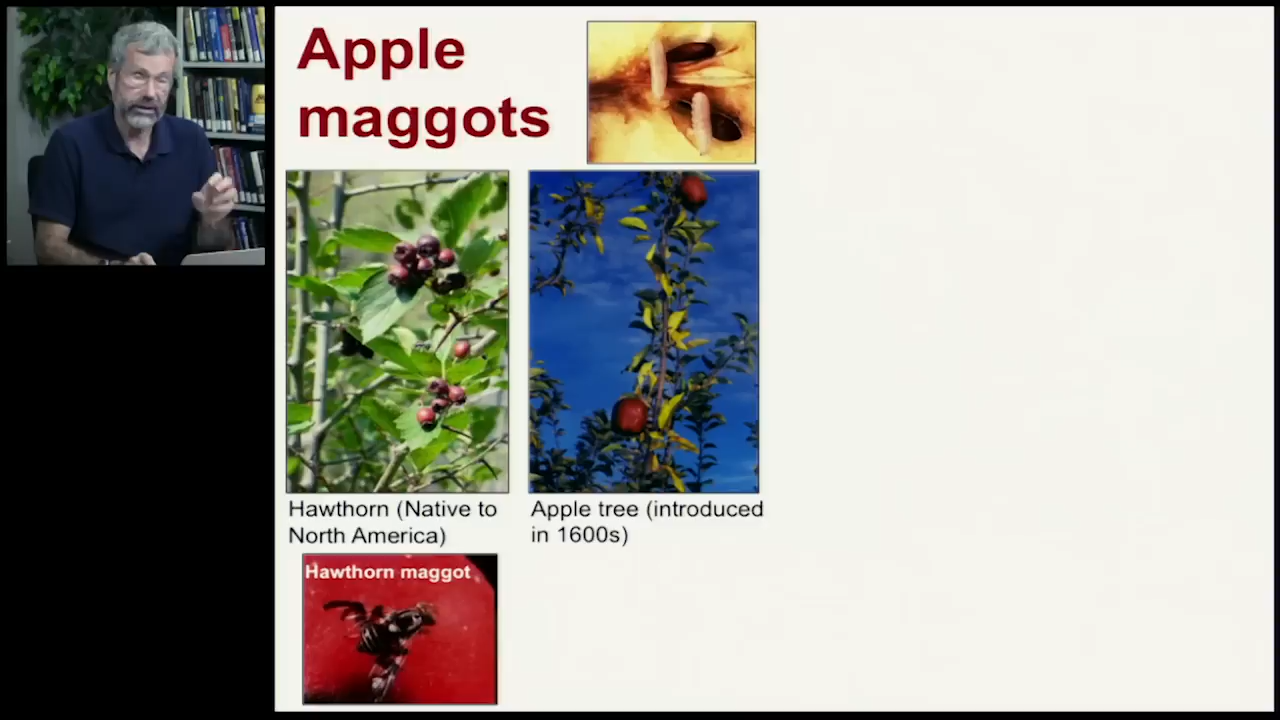 Apple
maggots
Hawthorn (Native to
North America)
Apple tree (introduced
in 1600s)
Hawthorn maggot